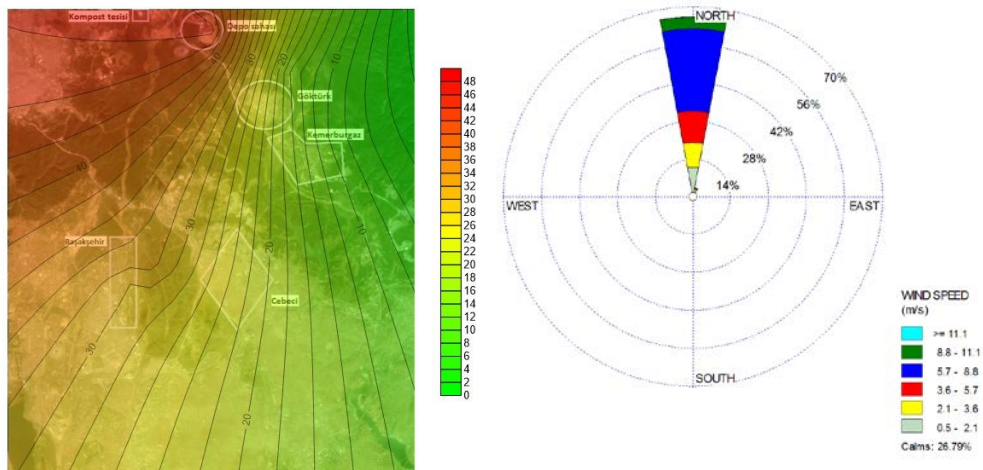 Kompost tesisi
Depo sahası
Göktürk
Kemerburgaz
Başakşehir
Cebeci
10
30
20
10
40
30
20
10
30
20
48
46
44
42
40
38
36
34
32
30
28
26
24
22
20
18
16
14
12
10
8
6
4
2
0
NORTH
70%
56%
42%
28%
14%
WEST
EAST
SOUTH
WIND SPEED
(m/s)
>= 11.1
8.8 - 11.1
5.7 - 8.8
3.6 - 5.7
2.1 - 3.6
0.5 - 2.1
Calms: 26.79%